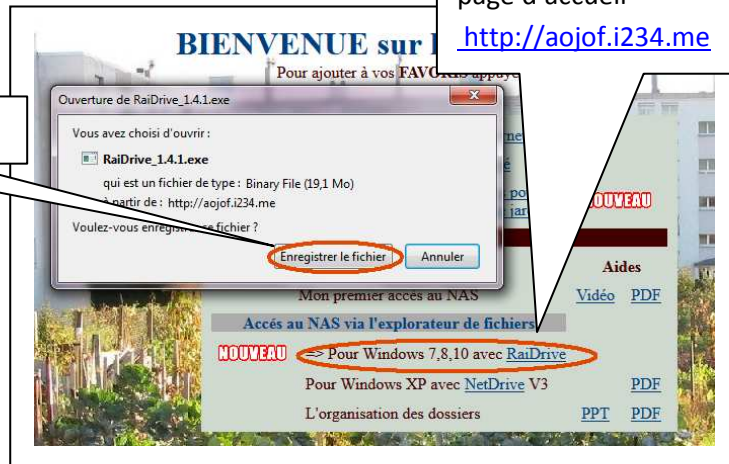 page d'accueil
http://aojof.i234.me
BIENVENUE sur
Pour ajouter à vos FAVORIS
Ouverture de RaiDrive_1.4.1.exe
Vous avez choisi d'ouvrir :
RaiDrive_1.4.1.exe
qui est un fichier de type : Binary File (19,1 Mo)
à partir de : http://aojof.i234.me
Voulez-vous enregistrer ce fichier ?
Enregistrer le fichier Annuler
NOUVEAU
Aides
Mon premier accès au NAS Vidéo PDF
Accés au NAS via l'explorateur de fichiers
NOUVEAU => Pour Windows 7,8,10 avec RaiDrive
Pour Windows XP avec NetDrive V3 PDF
L'organisation des dossiers PPT PDF